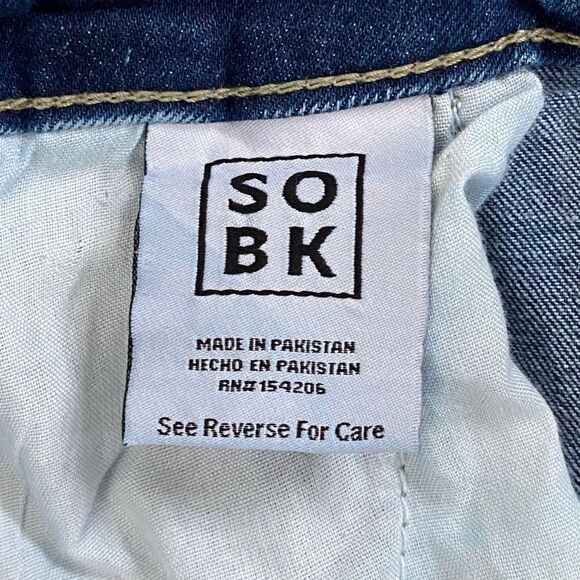 SO
BK
MADE IN PAKISTAN
HECHO EN PAKISTAN
RN#154206
See Reverse For Care